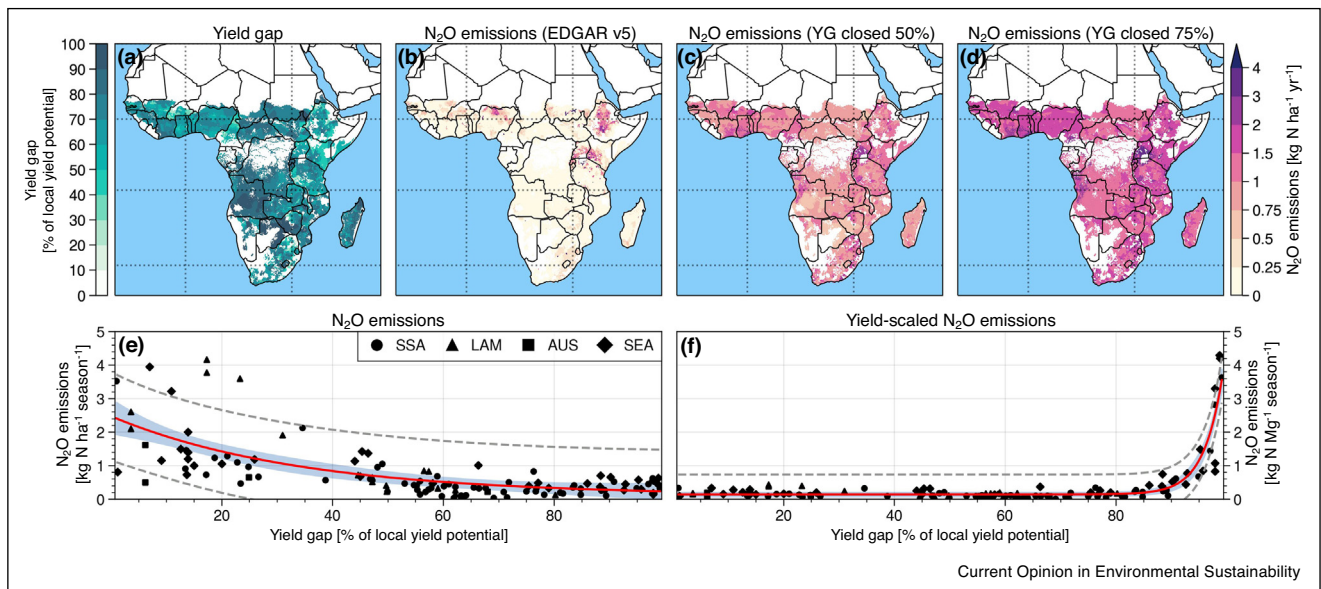 Yield gap
N₂O emissions (EDGAR v5)
N₂O emissions (YG closed 50%)
N₂O emissions (YG closed 75%)
(a)
(b)
(c)
(d)
Yield gap
[% of local yield potential]
100
90
80
70
60
50
40
30
20
10
0
4
3
2
1.5
1
0.75
0.5
0.25
0
N₂O emissions [kg N ha⁻¹ yr⁻¹]
N₂O emissions
(e)
SSA LAM AUS SEA
N₂O emissions
[kg N ha⁻¹ season⁻¹]
5
4
3
2
1
0
20 40 60 80
Yield gap [% of local yield potential]
Yield-scaled N₂O emissions
(f)
5
4
3
2
1
0
N₂O emissions
[kg N Mg⁻¹ season⁻¹]
20 40 60 80
Yield gap [% of local yield potential]
Current Opinion in Environmental Sustainability